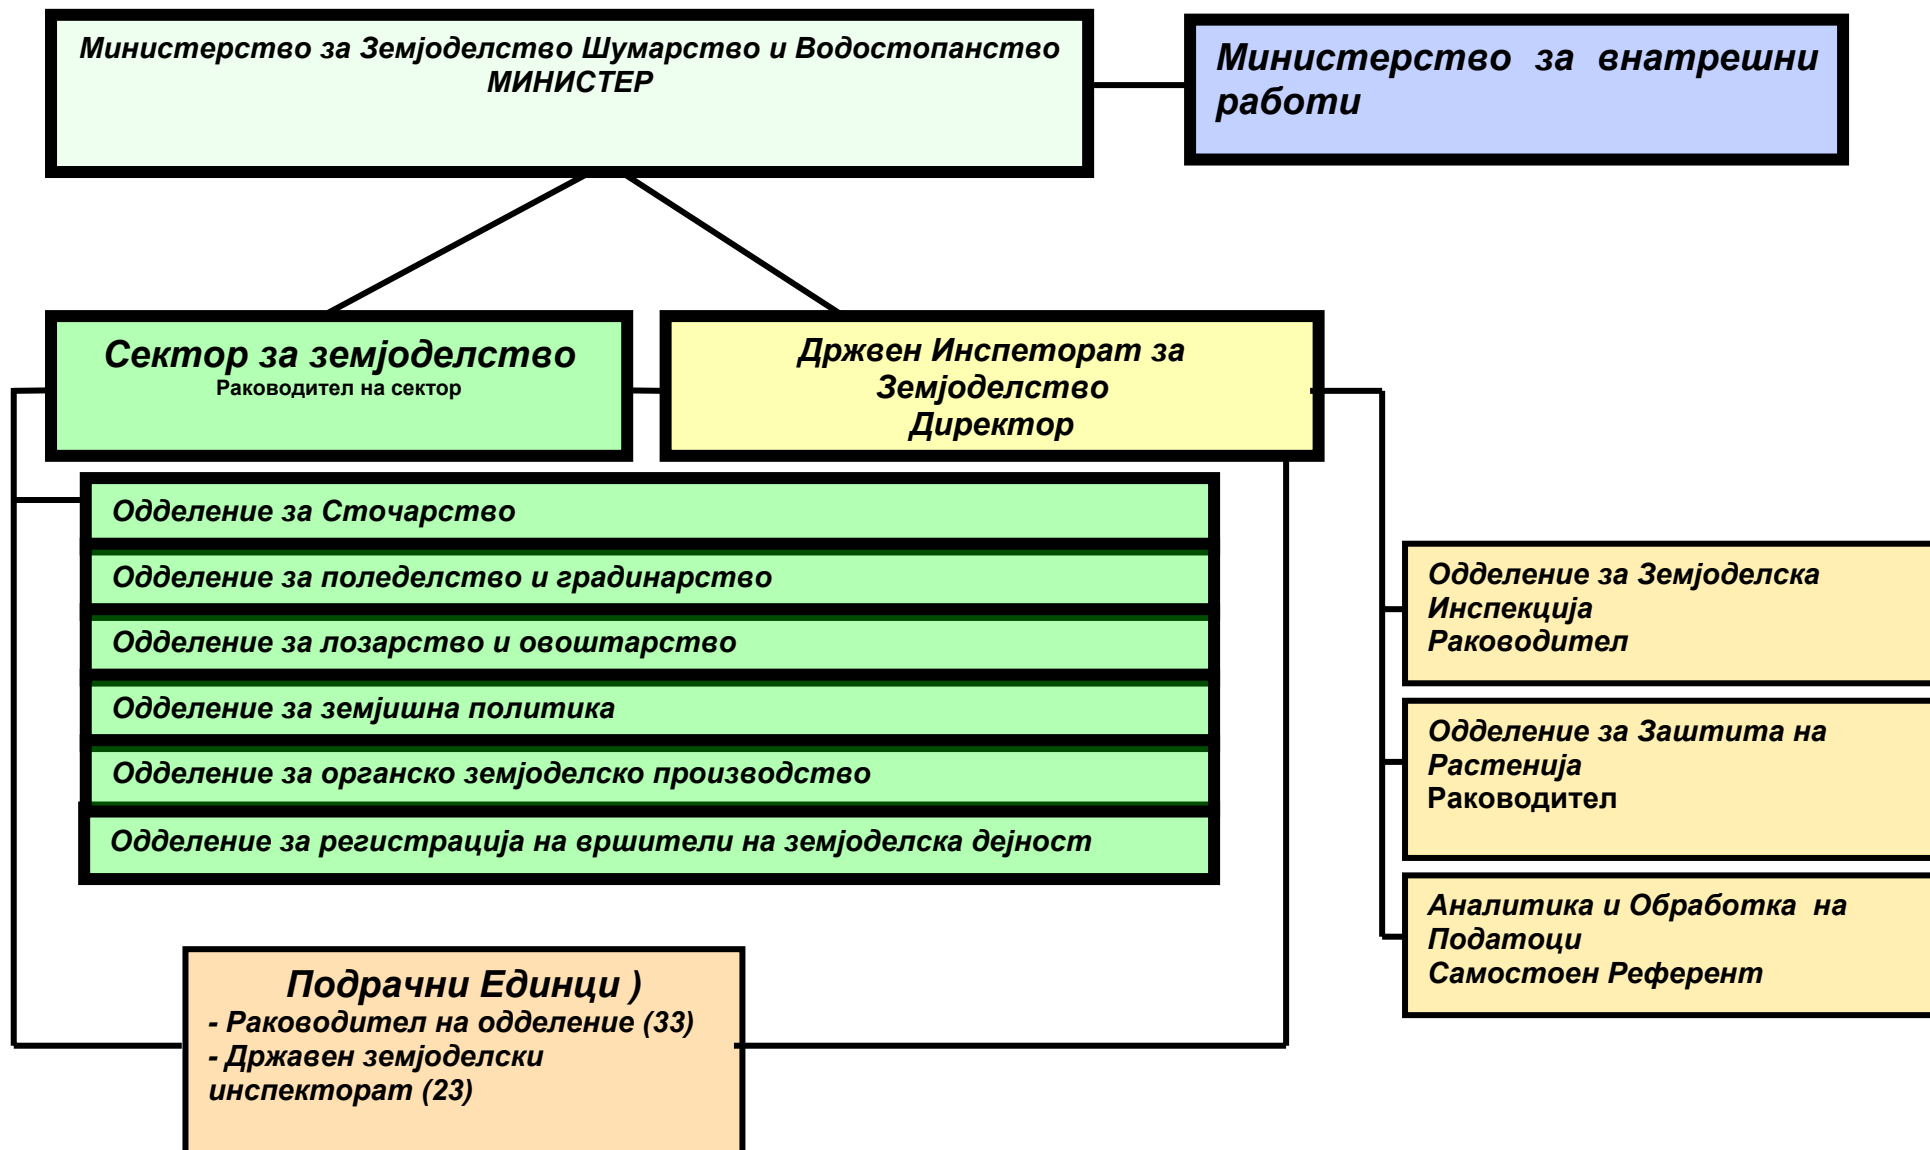 Министерство за Земјоделство Шумарство и Водостопанство
МИНИСТЕР
Министерство за внатрешни
работи
Сектор за земјоделство
Раководител на сектор
Држвен Инспеторат за
Земјоделство
Директор
Одделение за Сточарство
Одделение за поледелство и градинарство
Одделение за лозарство и овоштарство
Одделение за земјишна политика
Одделение за органско земјоделско производство
Одделение за регистрација на вршители на земјоделска дејност
Одделение за Земјоделска
Инспекција
Раководител
Одделение за Заштита на
Растенија
Раководител
Аналитика и Обработка на
Податоци
Самостоен Референт
Подрачни Единци )
- Раководител на одделение (33)
- Државен земјоделски
инспекторат (23)